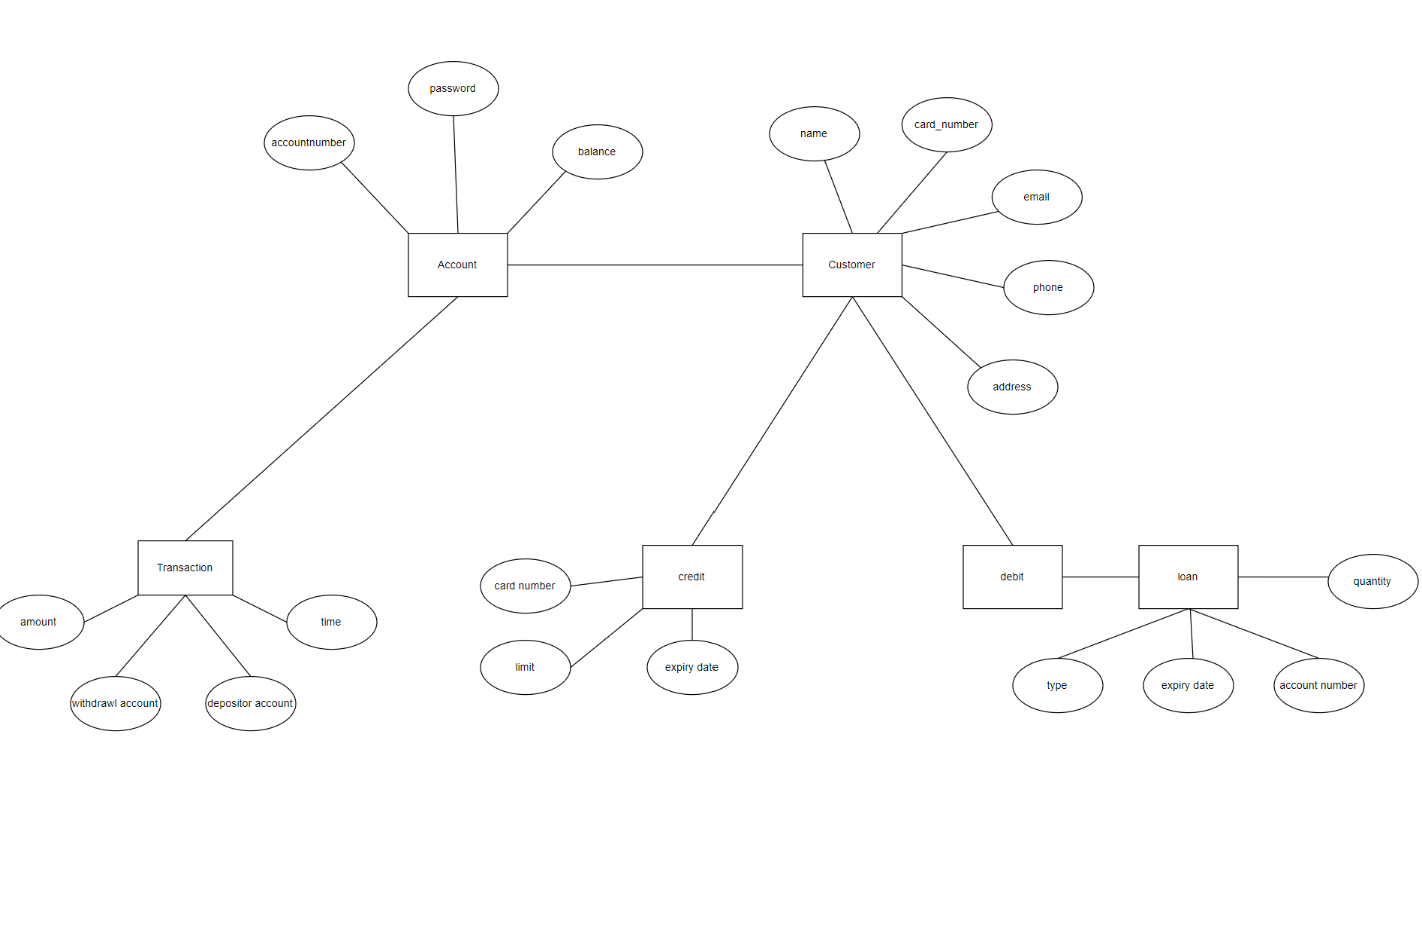 password
accountnumber
balance
name
card_number
email
phone
address
Account
Customer
Transaction
amount
time
withdrawl account
depositor account
credit
card number
limit
expiry date
debit
loan
quantity
type
expiry date
account number